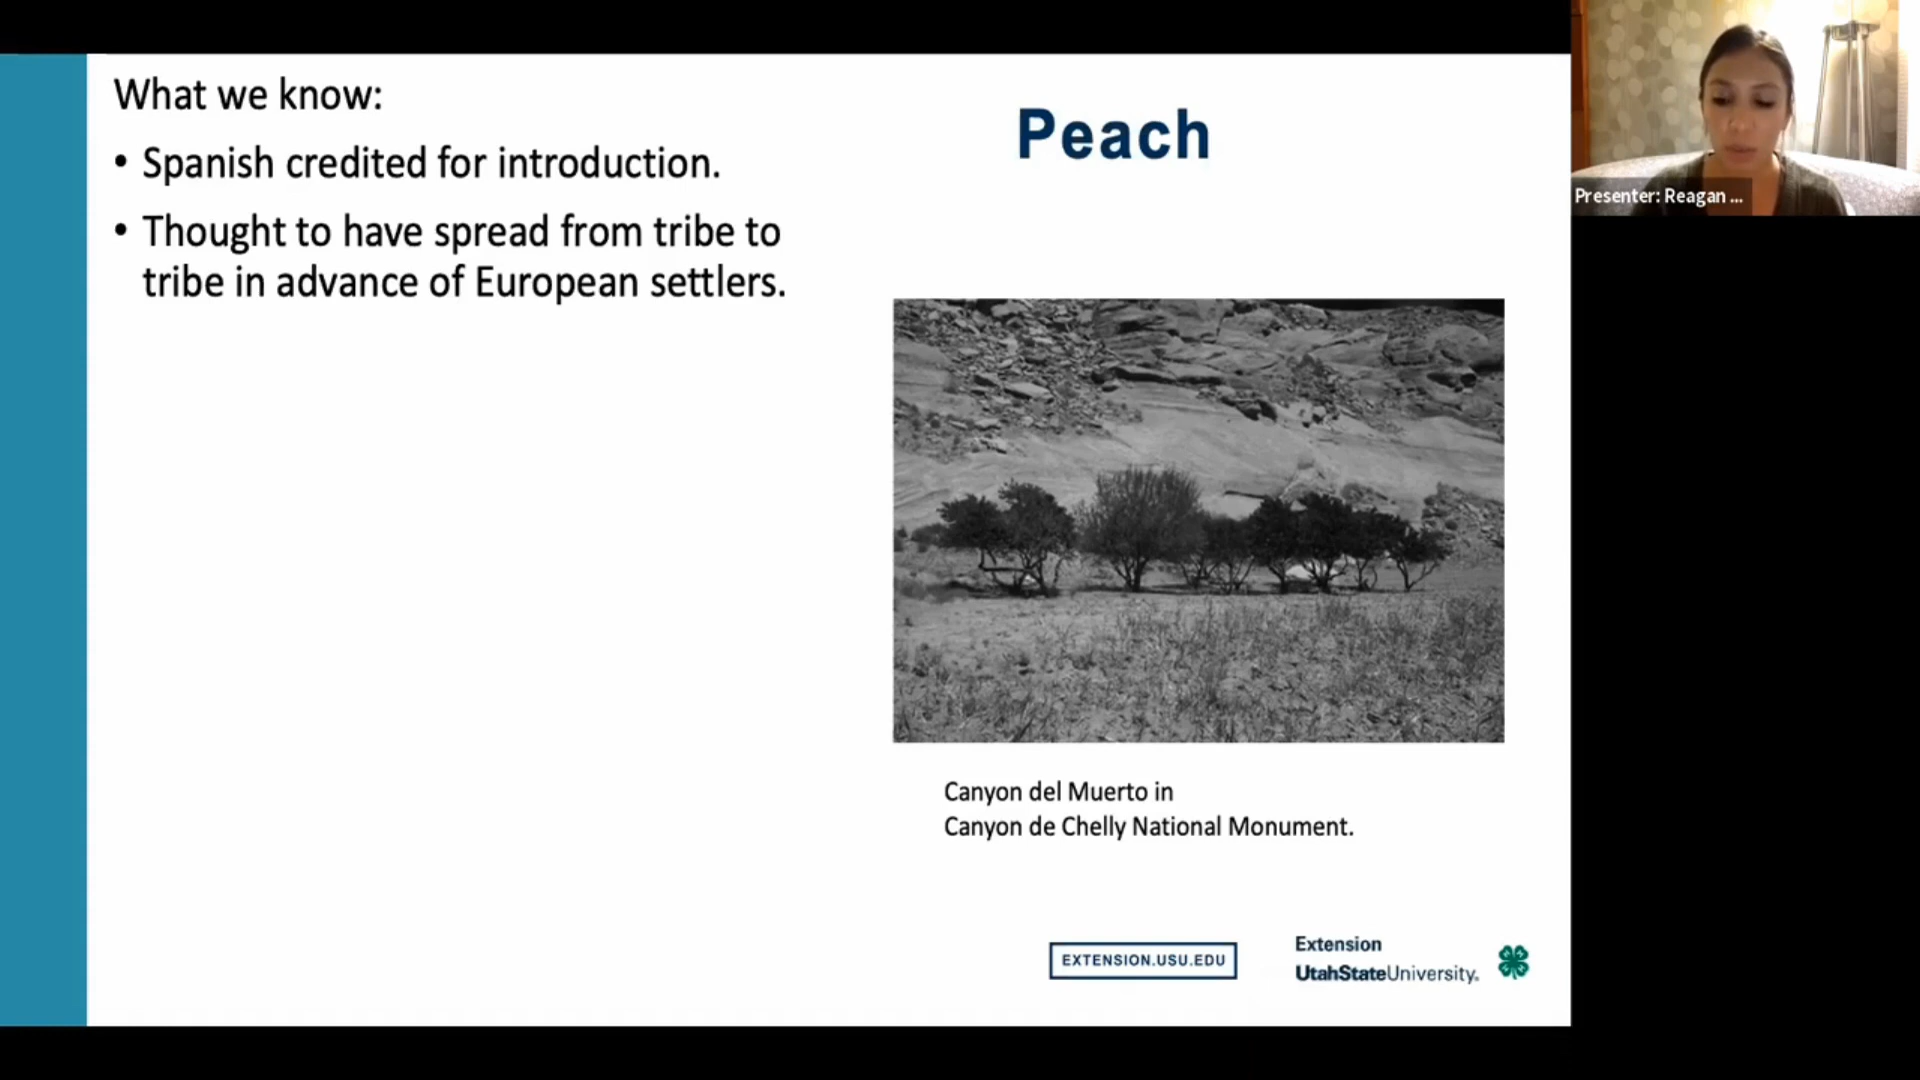 What we know:
• Spanish credited for introduction.
• Thought to have spread from tribe to
tribe in advance of European settlers.
Peach
Canyon del Muerto in
Canyon de Chelly National Monument.
EXTENSION.USU.EDU
Extension
UtahStateUniversity.
Presenter: Reagan ...